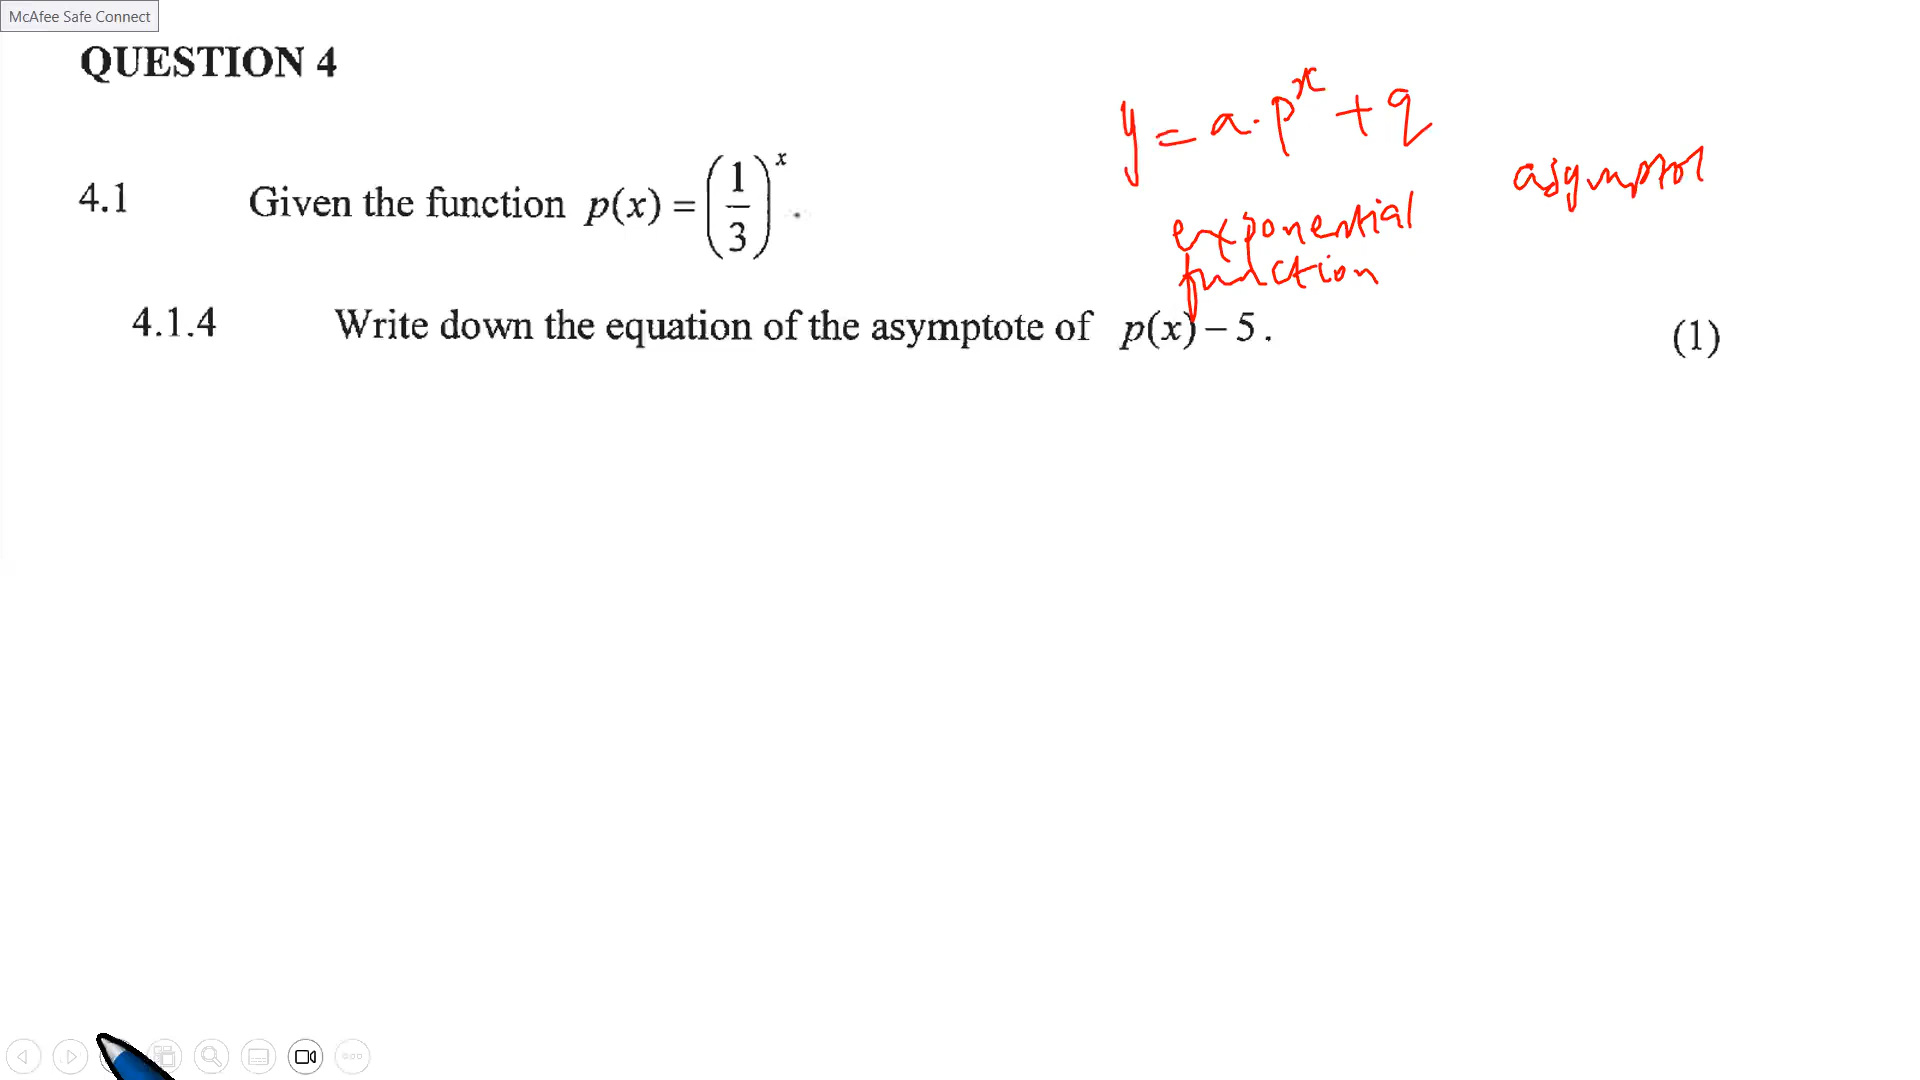 McAfee Safe Connect
QUESTION 4
y = a. p^x + q
asymptot
4.1 Given the function p(x) = (1/3)^x .
exponential
function
4.1.4 Write down the equation of the asymptote of p(x) – 5 . (1)